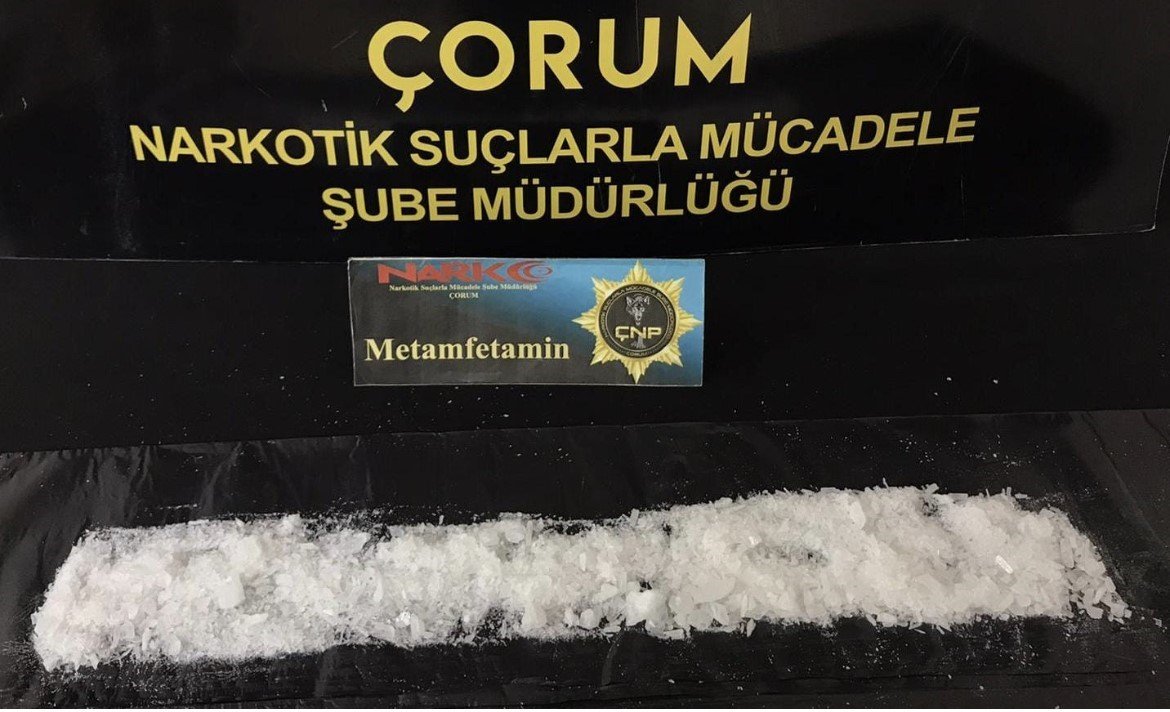 ÇORUM
NARKOTİK SUÇLARLA MÜCADELE
ŞUBE MÜDÜRLÜĞÜ
NARKO
Narkotik Suçlarla Mücadele Şube Müdürlüğü
ÇORUM
Metamfetamin
ÇNP